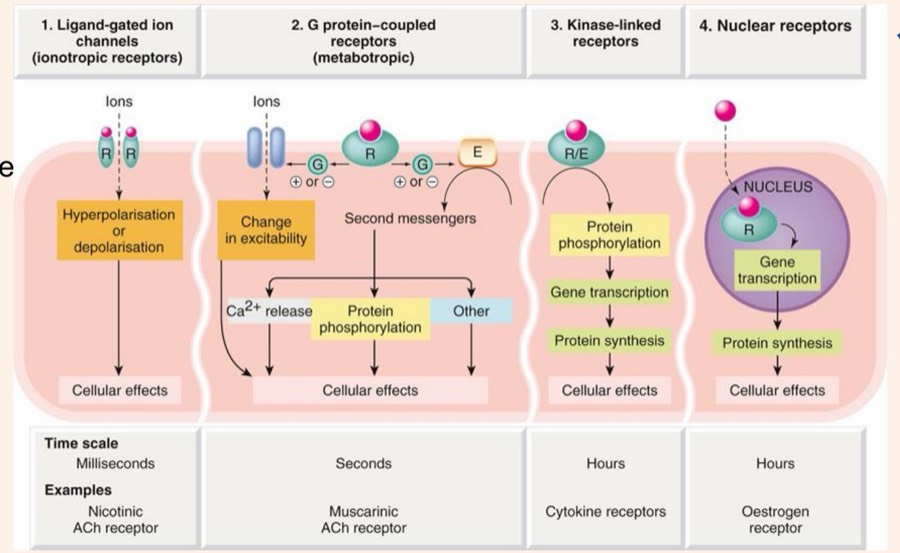 1. Ligand-gated ion
channels
(ionotropic receptors)
2. G protein–coupled
receptors
(metabotropic)
3. Kinase-linked
receptors
4. Nuclear receptors
e
Ions
R R
Hyperpolarisation
or
depolarisation
Cellular effects
Ions
G
+ or −
R
G
+ or −
E
Change
in excitability
Second messengers
Ca2+ release
Protein
phosphorylation
Other
Cellular effects
R/E
Protein
phosphorylation
Gene transcription
Protein synthesis
Cellular effects
NUCLEUS
R
Gene
transcription
Protein synthesis
Cellular effects
Time scale
Milliseconds
Seconds
Hours
Hours
Examples
Nicotinic
ACh receptor
Muscarinic
ACh receptor
Cytokine receptors
Oestrogen
receptor